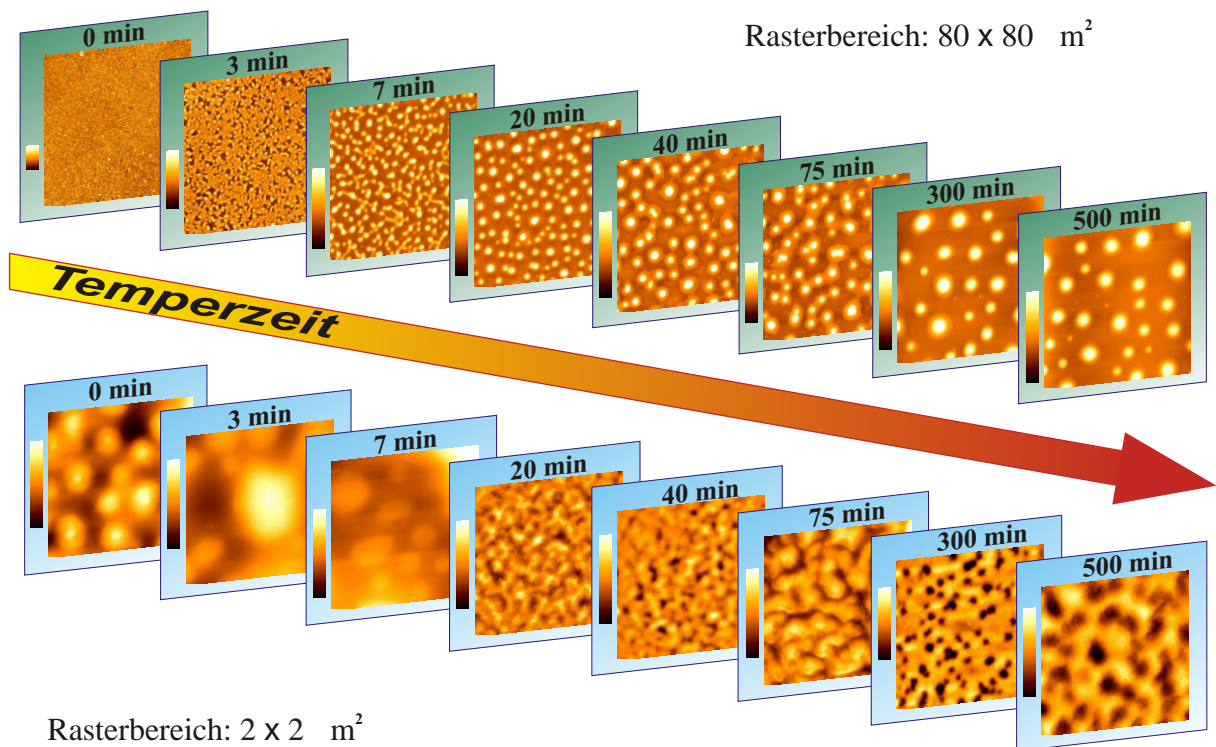 Rasterbereich: 80 x 80 m²
0 min
3 min
7 min
20 min
40 min
75 min
300 min
500 min
Temperzeit
0 min
3 min
7 min
20 min
40 min
75 min
300 min
500 min
Rasterbereich: 2 x 2 m²